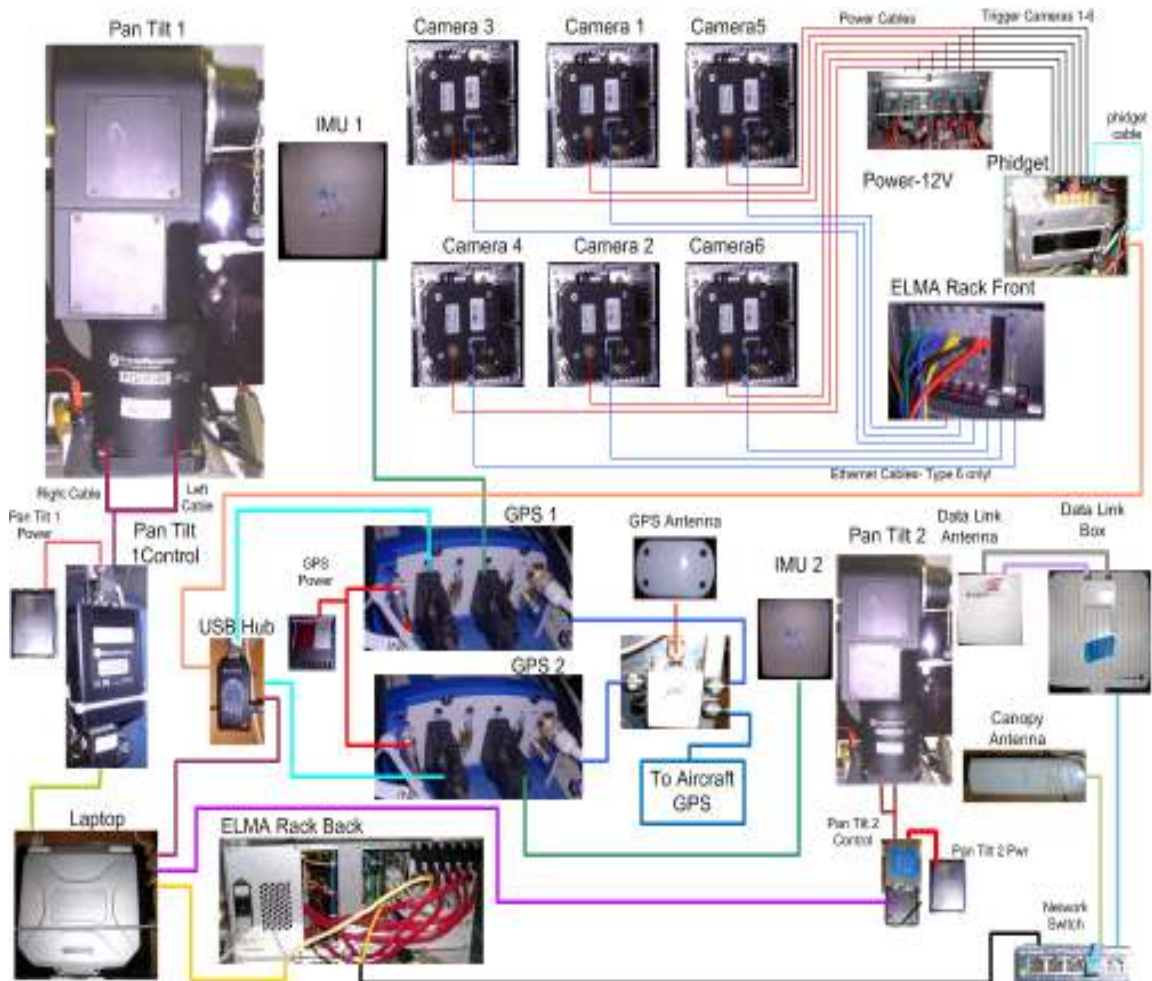 Pan Tilt 1
IMU 1
Camera 3
Camera 1
Camera5
Power Cables
Trigger Cameras 1-6
phidget
cable
Phidget
Power-12V
Camera 4
Camera 2
Camera6
ELMA Rack Front
Ethernet Cables- Type 6 only!
Right Cable
Left
Cable
Pan Tilt 1
Power
Pan Tilt
1Control
GPS 1
GPS
Power
GPS Antenna
IMU 2
Pan Tilt 2
Data Link
Antenna
Data Link
Box
USB Hub
GPS 2
To Aircraft
GPS
Canopy
Antenna
Laptop
ELMA Rack Back
Pan Tilt 2
Control
Pan Tilt 2 Pwr
Network
Switch